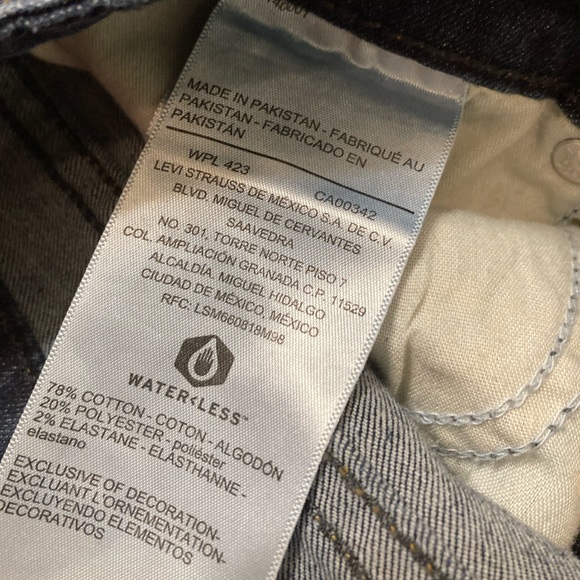 MADE IN PAKISTAN - FABRIQUÉ AU
PAKISTAN - FABRICADO EN
PAKISTÁN
WPL 423 CA00342
LEVI STRAUSS DE MÉXICO S.A. DE C.V.
BLVD. MIGUEL DE CERVANTES
SAAVEDRA
NO. 301, TORRE NORTE PISO 7
COL. AMPLIACIÓN GRANADA C.P. 11529
ALCALDÍA. MIGUEL HIDALGO
CIUDAD DE MÉXICO, MÉXICO
RFC: LSM660818M98
WATER<LESS™
78% COTTON - COTON - ALGODÓN
20% POLYESTER - poliéster
2% ELASTANE - ELASTHANNE -
elastano
EXCLUSIVE OF DECORATION-
EXCLUANT L'ORNEMENTATION-
EXCLUYENDO ELEMENTOS
DECORATIVOS